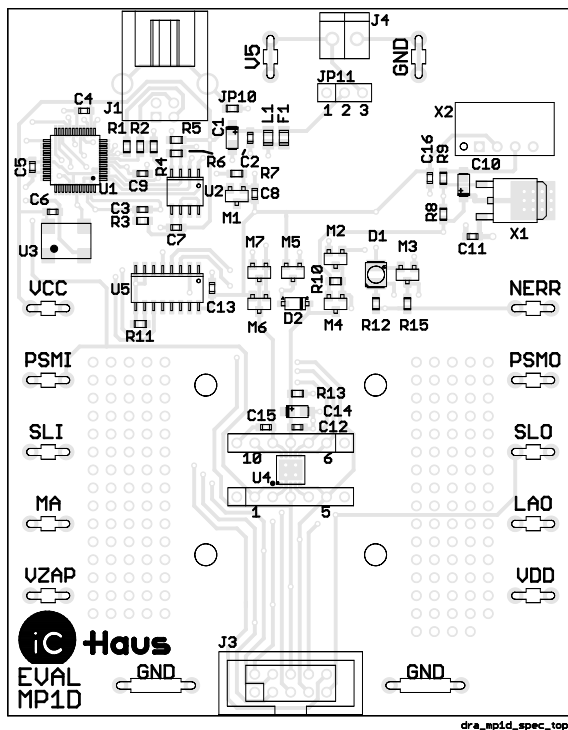 J4
V5
GND
JP10
JP11
1 2 3
J1
C4
C1
L1
F1
X2
R1 R2
R5
C16
R9
C10
C5
R4
R6
C2
U1
C9
U2
R7
C6
M1
C8
C3
R3
R8
U3
C7
C11
X1
M7
M5
M2
D1
M3
VCC
U5
C13
R10
NERR
R11
M6
D2
M4
R12
R15
PSMI
PSMO
R13
C14
SLI
C15
C12
SLO
10
6
U4
MA
1
5
LAO
VZAP
VDD
iC Haus
J3
EVAL
MP1D
GND
GND
dra_mp1d_spec_top